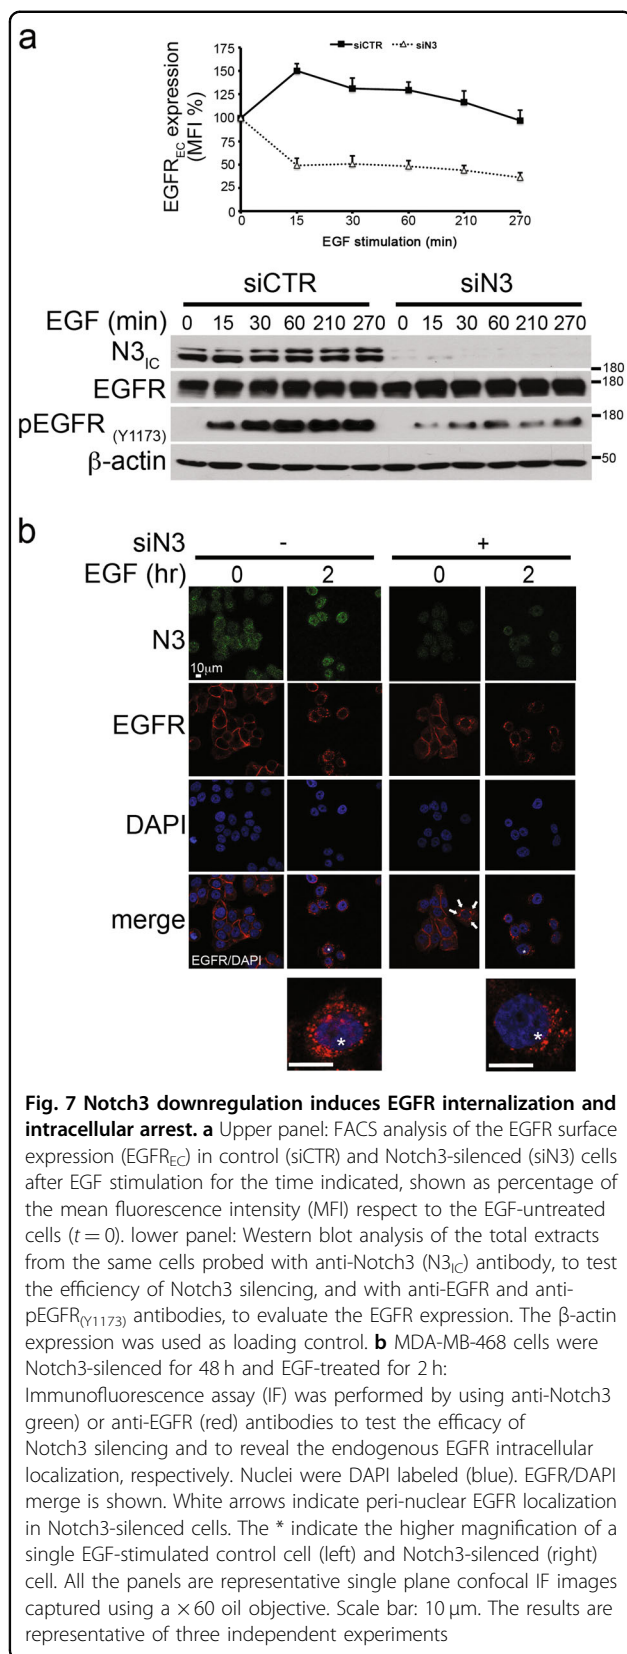 a
siCTR siN3
EGFR_EC expression
(MFI %)
175
150
125
100
75
50
25
0
0 15 30 60 210 270
EGF stimulation (min)
siCTR siN3
EGF (min) 0 15 30 60 210 270 0 15 30 60 210 270
N3_IC
180
EGFR 180
pEGFR (Y1173) 180
β-actin 50
b
siN3 - +
EGF (hr) 0 2 0 2
N3
10μm
EGFR
DAPI
merge
EGFR/DAPI
*
*
* *
Fig. 7 Notch3 downregulation induces EGFR internalization and
intracellular arrest. a Upper panel: FACS analysis of the EGFR surface
expression (EGFR_EC) in control (siCTR) and Notch3-silenced (siN3) cells
after EGF stimulation for the time indicated, shown as percentage of
the mean fluorescence intensity (MFI) respect to the EGF-untreated
cells (t = 0). lower panel: Western blot analysis of the total extracts
from the same cells probed with anti-Notch3 (N3_IC) antibody, to test
the efficiency of Notch3 silencing, and with anti-EGFR and anti-
pEGFR(Y1173) antibodies, to evaluate the EGFR expression. The β-actin
expression was used as loading control. b MDA-MB-468 cells were
Notch3-silenced for 48 h and EGF-treated for 2 h:
Immunofluorescence assay (IF) was performed by using anti-Notch3
green) or anti-EGFR (red) antibodies to test the efficacy of
Notch3 silencing and to reveal the endogenous EGFR intracellular
localization, respectively. Nuclei were DAPI labeled (blue). EGFR/DAPI
merge is shown. White arrows indicate peri-nuclear EGFR localization
in Notch3-silenced cells. The * indicate the higher magnification of a
single EGF-stimulated control cell (left) and Notch3-silenced (right)
cell. All the panels are representative single plane confocal IF images
captured using a × 60 oil objective. Scale bar: 10 μm. The results are
representative of three independent experiments